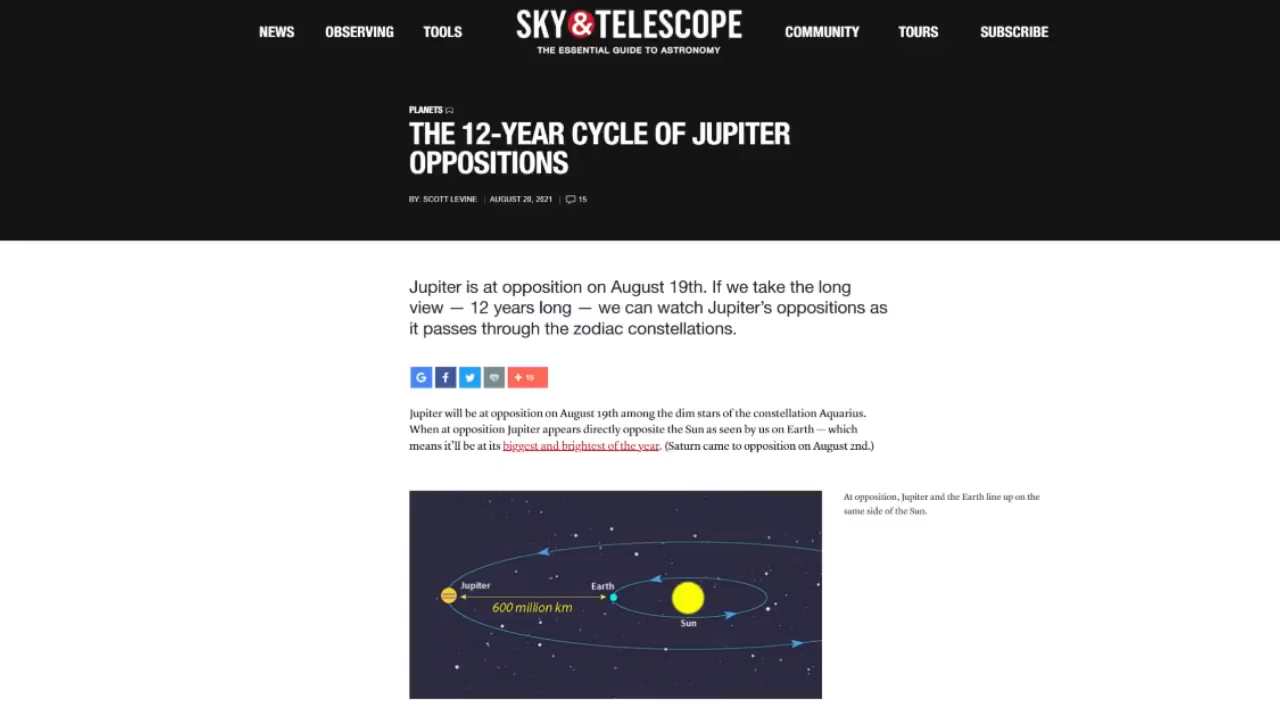 NEWS OBSERVING TOOLS SKY&TELESCOPE COMMUNITY TOURS SUBSCRIBE
THE ESSENTIAL GUIDE TO ASTRONOMY
PLANETS
THE 12-YEAR CYCLE OF JUPITER
OPPOSITIONS
BY: SCOTT LEVINE | AUGUST 20, 2021 | 15
Jupiter is at opposition on August 19th. If we take the long
view — 12 years long — we can watch Jupiter's oppositions as
it passes through the zodiac constellations.
G f + 15
Jupiter will be at opposition on August 19th among the dim stars of the constellation Aquarius.
When at opposition Jupiter appears directly opposite the Sun as seen by us on Earth — which
means it'll be at its biggest and brightest of the year. (Saturn came to opposition on August 2nd.)
At opposition, Jupiter and the Earth line up on the
same side of the Sun.
Jupiter
Earth
600 million km
Sun